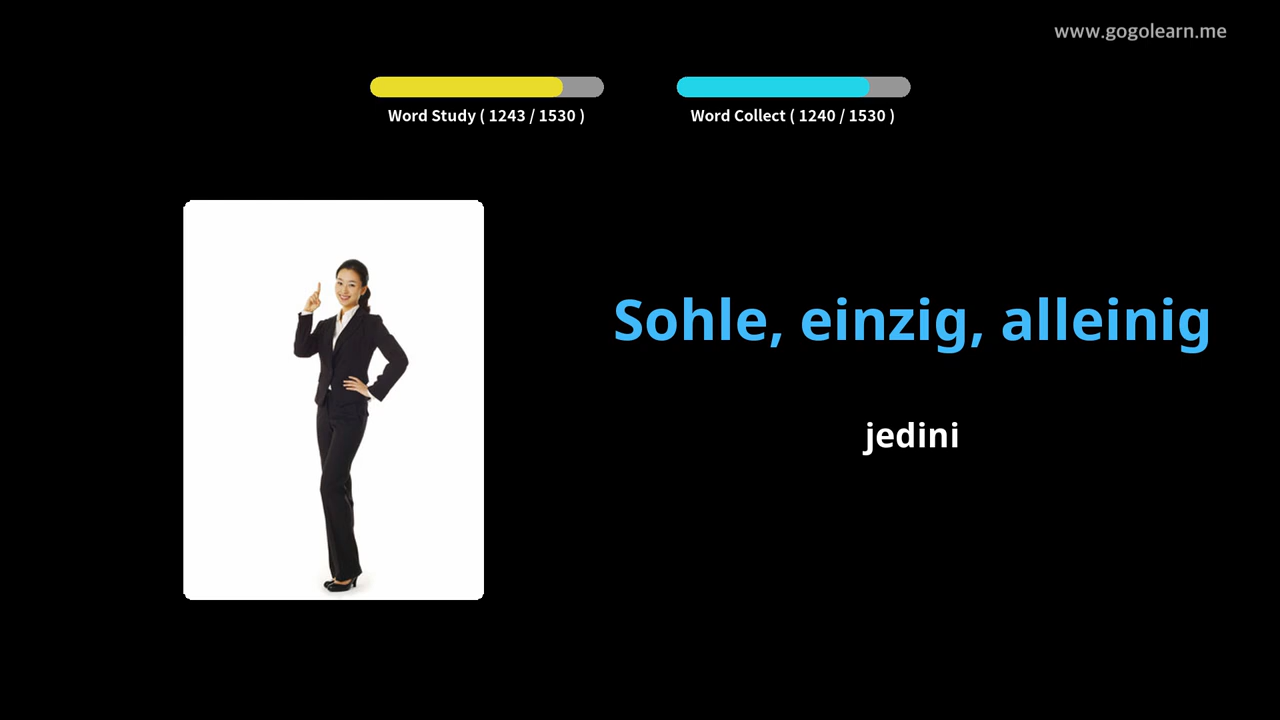 www.gogolearn.me
Word Study ( 1243 / 1530 )
Word Collect ( 1240 / 1530 )
Sohle, einzig, alleinig
jedini